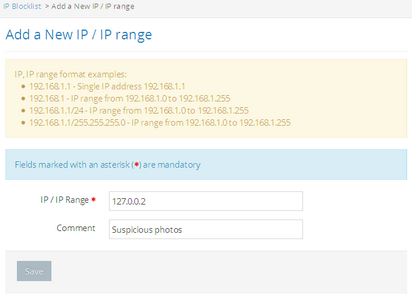 IP Blocklist > Add a New IP / IP range
Add a New IP / IP range
IP, IP range format examples:
• 192.168.1.1 - Single IP address 192.168.1.1
• 192.168.1 - IP range from 192.168.1.0 to 192.168.1.255
• 192.168.1.1/24 - IP range from 192.168.1.0 to 192.168.1.255
• 192.168.1.1/255.255.255.0 - IP range from 192.168.1.0 to 192.168.1.255
Fields marked with an asterisk (*) are mandatory
IP / IP Range * 127.0.0.2
Comment Suspicious photos
Save